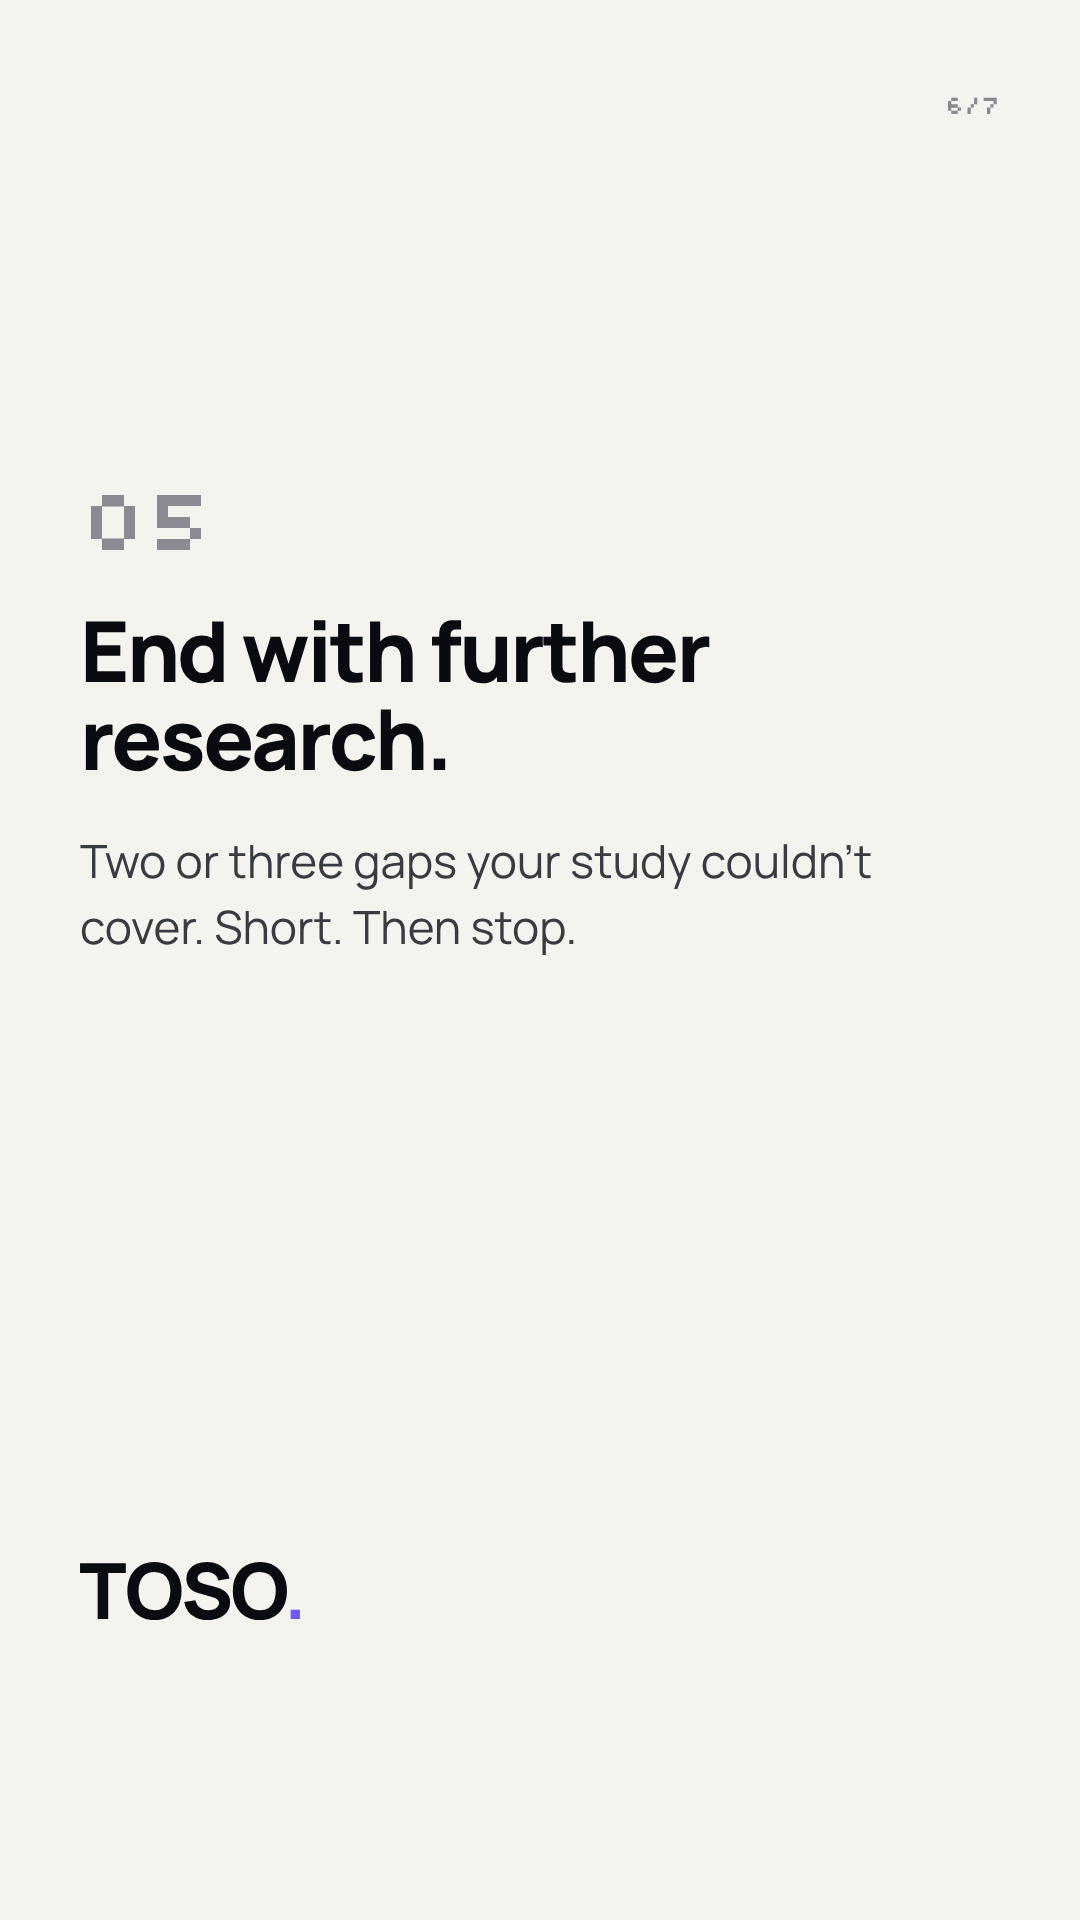 6/7
05
End with further
research.
Two or three gaps your study couldn’t
cover. Short. Then stop.
TOSO.